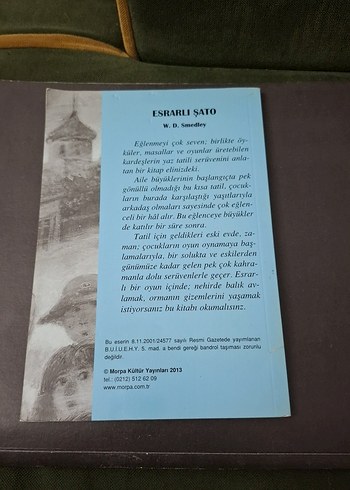 ESRARLI ŞATO
W. D. Smedley
Eğlenmeyi çok seven; birlikte öy-
küler, masallar ve oyunlar üretebilen
kardeşlerin yaz tatili serüvenini anla-
tan bir kitap elinizdeki.
Aile büyüklerinin başlangıçta pek
gönüllü olmadığı bu kısa tatil, çocuk-
ların burada karşılaştığı yaşıtlarıyla
arkadaş olmaları sayesinde çok eğlen-
celi bir hâl alır. Bu eğlenceye büyükler
de katılır bir süre sonra.
Tatil için geldikleri eski evde, za-
man; çocukların oyun oynamaya baş-
lamalarıyla, bir solukta ve eskilerden
günümüze kadar gelen pek çok kahra-
manla dolu serüvenlerle geçer. Esrar-
lı bir oyun içinde; nehirde balık av-
lamak, ormanın gizemlerini yaşamak
istiyorsanız bu kitabı okumalısınız.
Bu eserin 8.11.2001/24577 sayılı Resmi Gazetede yayımlanan
B.U.İ.U.E.H.Y. 5. mad. a bendi gereği bandrol taşıması zorunlu
değildir.
© Morpa Kültür Yayınları 2013
tel.: (0212) 512 62 09
www.morpa.com.tr